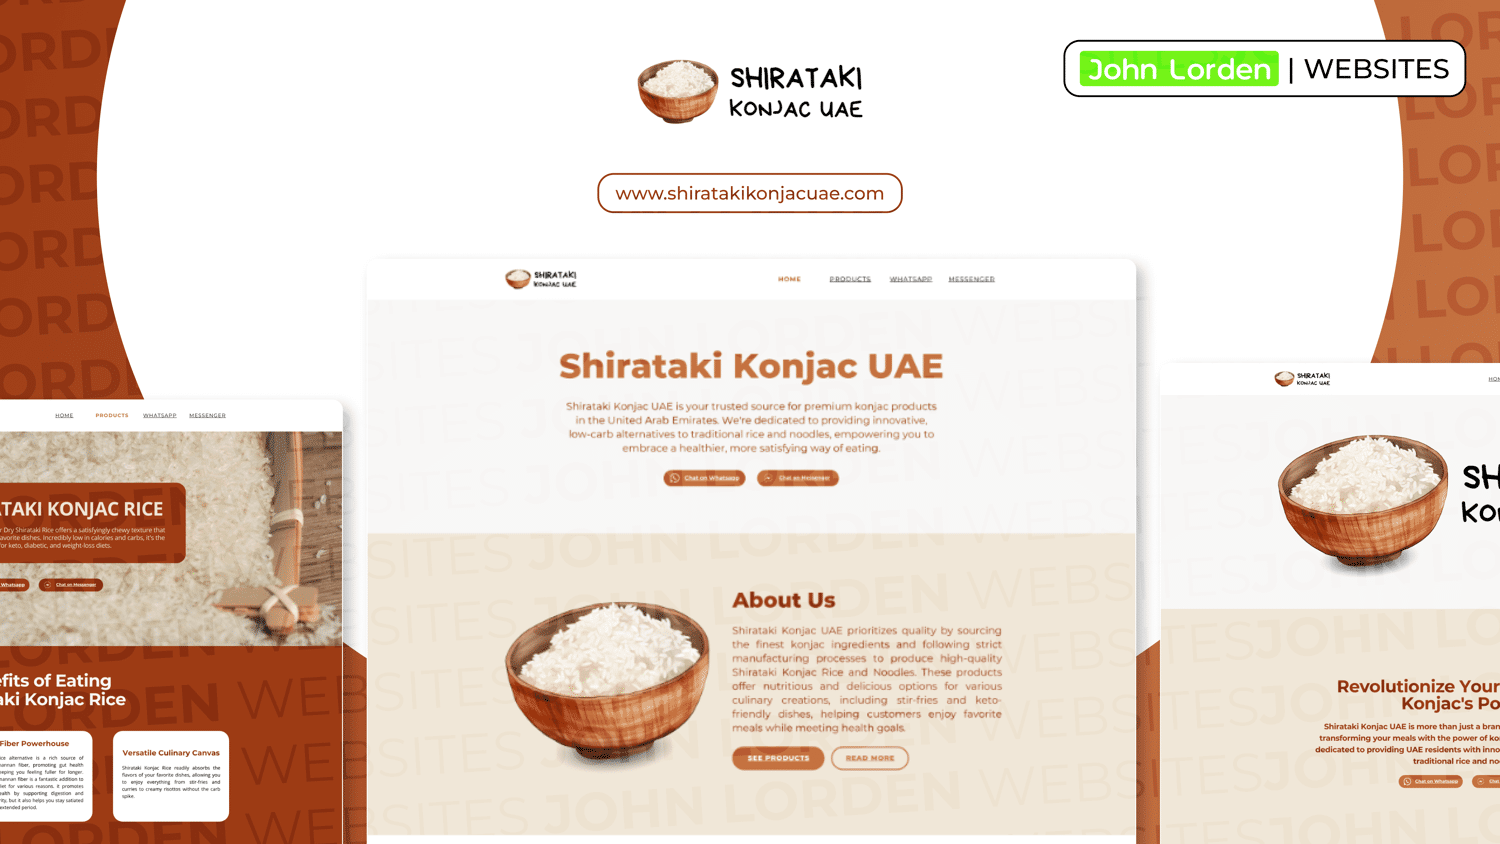 SHIRATAKI
KONJAC UAE
John Lorden | WEBSITES
www.shiratakikonjacuae.com
SHIRATAKI
KONJAC UAE
HOME PRODUCTS WHATSAPP MESSENGER
Shirataki Konjac UAE
Shirataki Konjac UAE is your trusted source for premium konjac products
in the United Arab Emirates. We're dedicated to providing innovative,
low-carb alternatives to traditional rice and noodles, empowering you to
embrace a healthier, more satisfying way of eating.
Chat on Whatsapp Chat on Messenger
About Us
Shirataki Konjac UAE prioritizes quality by sourcing
the finest konjac ingredients and following strict
manufacturing processes to produce high-quality
Shirataki Konjac Rice and Noodles. These products
offer nutritious and delicious options for various
culinary creations, including stir-fries and keto-
friendly dishes, helping customers enjoy favorite
meals while meeting health goals.
SEE PRODUCTS READ MORE
HOME PRODUCTS WHATSAPP MESSENGER
ATAKI KONJAC RICE
r Dry Shirataki Rice offers a satisfyingly chewy texture that
avorite dishes. Incredibly low in calories and carbs, it's the
for keto, diabetic, and weight-loss diets.
Whatsapp Chat on Messenger
efits of Eating
aki Konjac Rice
Fiber Powerhouse
ice alternative is a rich source of
mannan fiber, promoting gut health
eeping you feeling fuller for longer.
mannan fiber is a fantastic addition to
iet for various reasons. It promotes
ealth by supporting digestion and
rity, but it also helps you stay satiated
extended period.
Versatile Culinary Canvas
Shirataki Konjac Rice readily absorbs the
flavors of your favorite dishes, allowing you
to enjoy everything from stir-fries and
curries to creamy risottos without the carb
spike.
SHIRATAKI
KONJAC UAE
HOM
SH
KO
Revolutionize Your
Konjac's Po
Shirataki Konjac UAE is more than just a bran
transforming your meals with the power of kon
dedicated to providing UAE residents with inno
traditional rice and noo
Chat on Whatsapp Cha
JOHN LORDEN WEBSITES